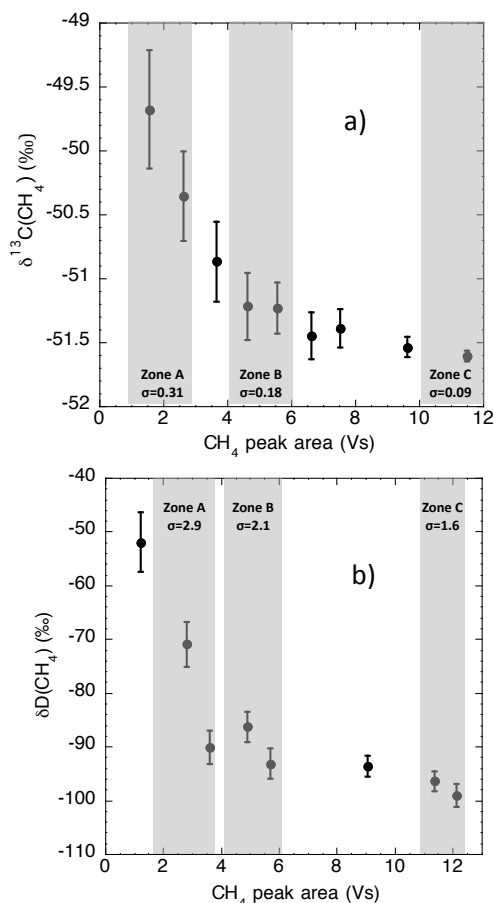 -49
-49.5
-50
-50.5
-51
-51.5
-52
δ¹³C(CH₄) (‰)
a)
Zone A
σ=0.31
Zone B
σ=0.18
Zone C
σ=0.09
0 2 4 6 8 10 12
CH₄ peak area (Vs)
-40
-50
-60
-70
-80
-90
-100
-110
δD(CH₄) (‰)
Zone A
σ=2.9
Zone B
σ=2.1
Zone C
σ=1.6
b)
0 2 4 6 8 10 12
CH₄ peak area (Vs)